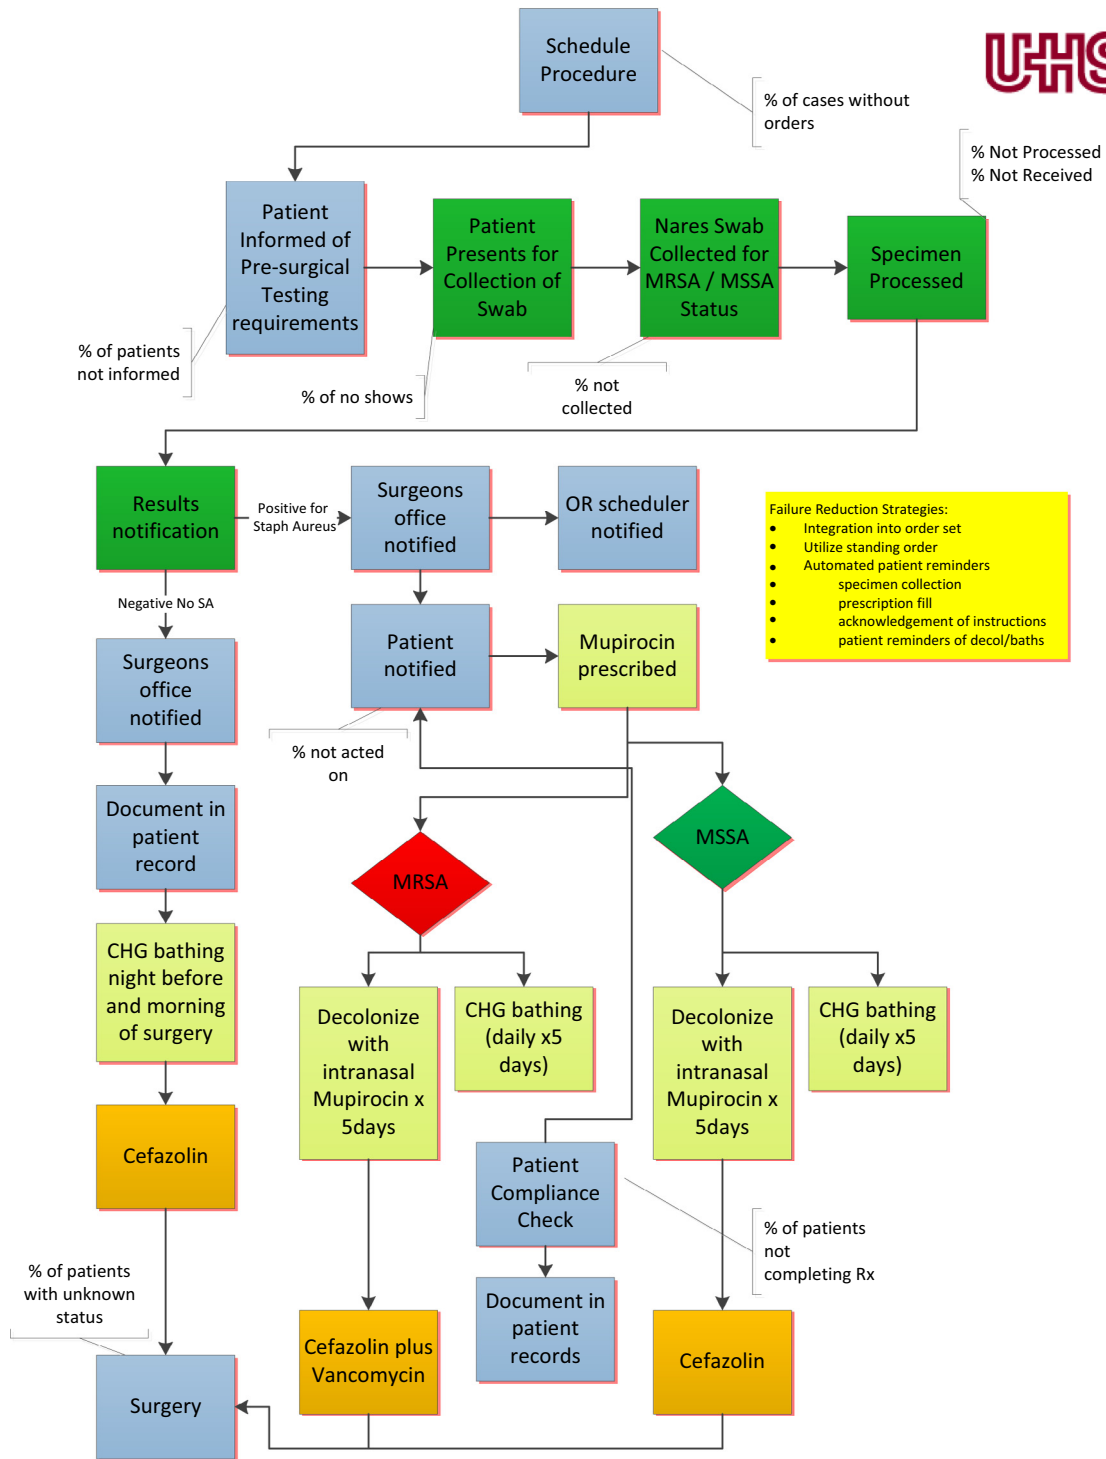 Schedule
Procedure
UHS
% of cases without
orders
% Not Processed
% Not Received
Patient
Informed of
Pre-surgical
Testing
requirements
Patient
Presents for
Collection of
Swab
Nares Swab
Collected for
MRSA / MSSA
Status
Specimen
Processed
% of patients
not informed
% of no shows
% not
collected
Results
notification
Positive for
Staph Aureus
Surgeons
office
notified
OR scheduler
notified
Failure Reduction Strategies:
• Integration into order set
• Utilize standing order
• Automated patient reminders
• specimen collection
• prescription fill
• acknowledgement of instructions
• patient reminders of decol/baths
Negative No SA
Patient
notified
Mupirocin
prescribed
Surgeons
office
notified
% not acted
on
Document in
patient
record
MRSA
MSSA
CHG bathing
night before
and morning
of surgery
Decolonize
with
intranasal
Mupirocin x
5days
CHG bathing
(daily x5
days)
Decolonize
with
intranasal
Mupirocin x
5days
CHG bathing
(daily x5
days)
Cefazolin
Patient
Compliance
Check
% of patients
not
completing Rx
% of patients
with unknown
status
Document in
patient
records
Cefazolin plus
Vancomycin
Cefazolin
Surgery